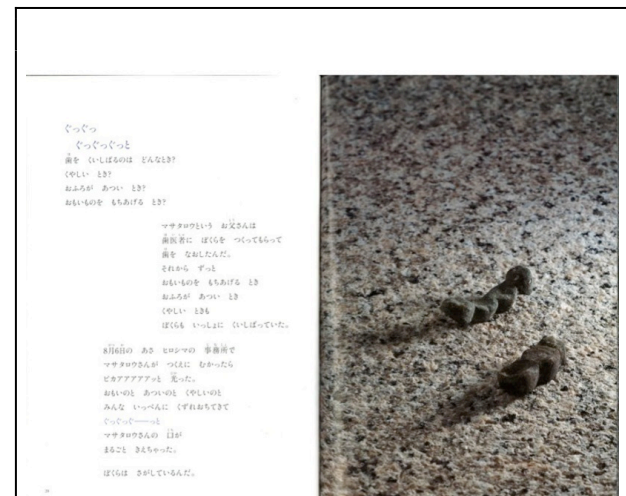 ぐっぐっ
ぐっぐっぐっと
歯を くいしばるのは どんなとき?
くやしい とき?
おふろが あつい とき?
おもいものを もちあげる とき?
マサタロウという お父さんは
歯医者に ぼくらを つくってもらって
歯を なおしたんだ。
それから ずっと
おもいものを もちあげる とき
おふろが あつい とき
くやしい ときも
ぼくらも いっしょに くいしばっていた。
8月6日の あさ ヒロシマの 事務所で
マサタロウさんが つくえに むかったら
ピカアアアアアッと 光った。
おもいのと あついのと くやしいのと
みんな いっぺんに くずれおちてきて
ぐっぐっぐーーーっと
マサタロウさんの 口が
まるごと きえちゃった。
ぼくらは さがしているんだ。